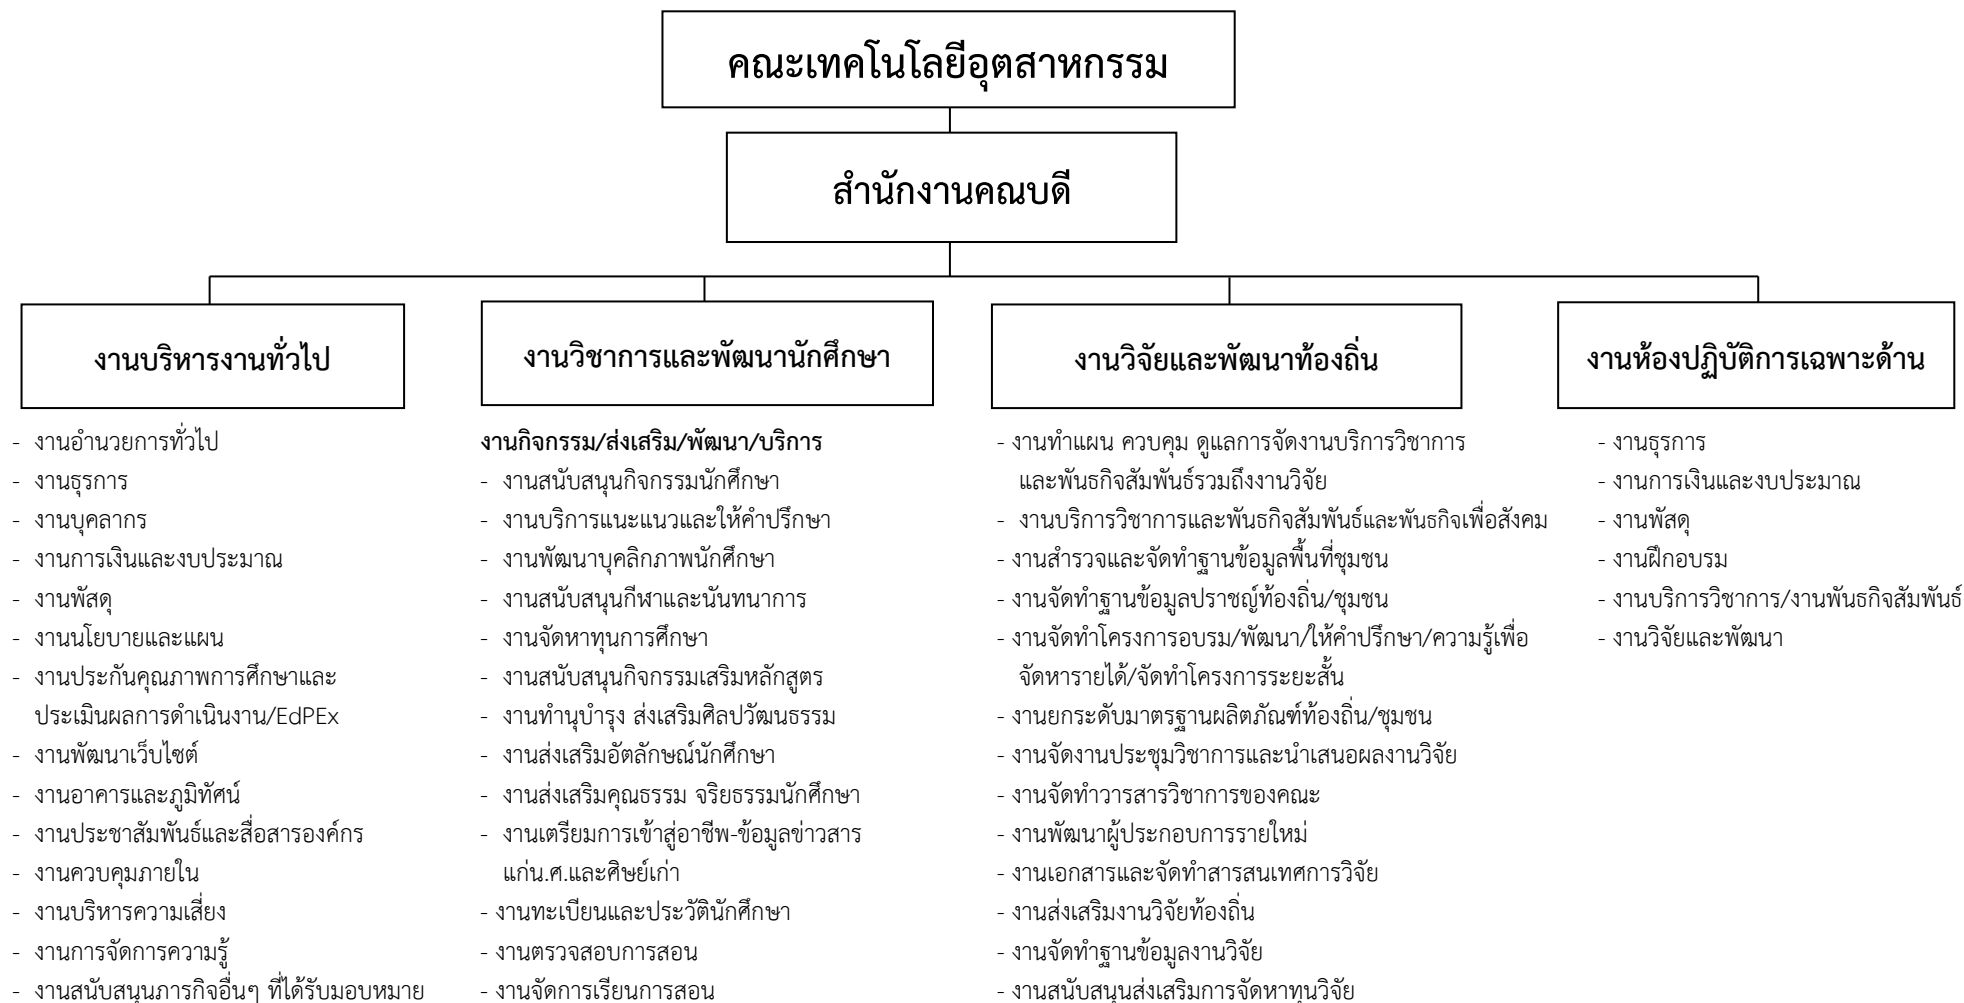 คณะเทคโนโลยีอุตสาหกรรม
สำนักงานคณบดี
งานบริหารงานทั่วไป
- งานอำนวยการทั่วไป
- งานธุรการ
- งานบุคลากร
- งานการเงินและงบประมาณ
- งานพัสดุ
- งานนโยบายและแผน
- งานประกันคุณภาพการศึกษาและ
ประเมินผลการดำเนินงาน/EdPEx
- งานพัฒนาเว็บไซต์
- งานอาคารและภูมิทัศน์
- งานประชาสัมพันธ์และสื่อสารองค์กร
- งานควบคุมภายใน
- งานบริหารความเสี่ยง
- งานการจัดการความรู้
- งานสนับสนุนภารกิจอื่นๆ ที่ได้รับมอบหมาย
งานวิชาการและพัฒนานักศึกษา
งานกิจกรรม/ส่งเสริม/พัฒนา/บริการ
- งานสนับสนุนกิจกรรมนักศึกษา
- งานบริการแนะแนวและให้คำปรึกษา
- งานพัฒนาบุคลิกภาพนักศึกษา
- งานสนับสนุนกีฬาและนันทนาการ
- งานจัดหาทุนการศึกษา
- งานสนับสนุนกิจกรรมเสริมหลักสูตร
- งานทำนุบำรุง ส่งเสริมศิลปวัฒนธรรม
- งานส่งเสริมอัตลักษณ์นักศึกษา
- งานส่งเสริมคุณธรรม จริยธรรมนักศึกษา
- งานเตรียมการเข้าสู่อาชีพ-ข้อมูลข่าวสาร
แก่น.ศ.และศิษย์เก่า
- งานทะเบียนและประวัตินักศึกษา
- งานตรวจสอบการสอน
- งานจัดการเรียนการสอน
งานวิจัยและพัฒนาท้องถิ่น
- งานทำแผน ควบคุม ดูแลการจัดงานบริการวิชาการ
และพันธกิจสัมพันธ์รวมถึงงานวิจัย
- งานบริการวิชาการและพันธกิจสัมพันธ์และพันธกิจเพื่อสังคม
- งานสำรวจและจัดทำฐานข้อมูลพื้นที่ชุมชน
- งานจัดทำฐานข้อมูลปราชญ์ท้องถิ่น/ชุมชน
- งานจัดทำโครงการอบรม/พัฒนา/ให้คำปรึกษา/ความรู้เพื่อ
จัดหารายได้/จัดทำโครงการระยะสั้น
- งานยกระดับมาตรฐานผลิตภัณฑ์ท้องถิ่น/ชุมชน
- งานจัดงานประชุมวิชาการและนำเสนอผลงานวิจัย
- งานจัดทำวารสารวิชาการของคณะ
- งานพัฒนาผู้ประกอบการรายใหม่
- งานเอกสารและจัดทำสารสนเทศการวิจัย
- งานส่งเสริมงานวิจัยท้องถิ่น
- งานจัดทำฐานข้อมูลงานวิจัย
- งานสนับสนุนส่งเสริมการจัดหาทุนวิจัย
งานห้องปฏิบัติการเฉพาะด้าน
- งานธุรการ
- งานการเงินและงบประมาณ
- งานพัสดุ
- งานฝึกอบรม
- งานบริการวิชาการ/งานพันธกิจสัมพันธ์
- งานวิจัยและพัฒนา